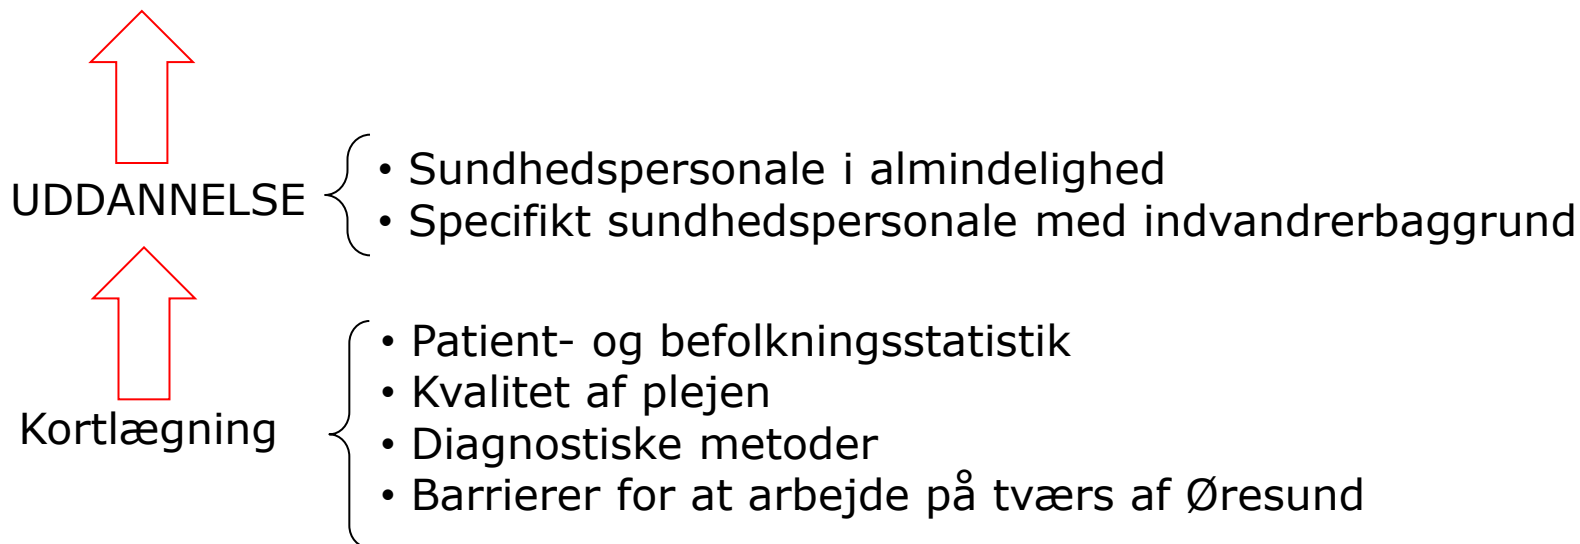 UDDANNELSE
• Sundhedspersonale i almindelighed
• Specifikt sundhedspersonale med indvandrerbaggrund
Kortlægning
• Patient- og befolkningsstatistik
• Kvalitet af plejen
• Diagnostiske metoder
• Barrierer for at arbejde på tværs af Øresund